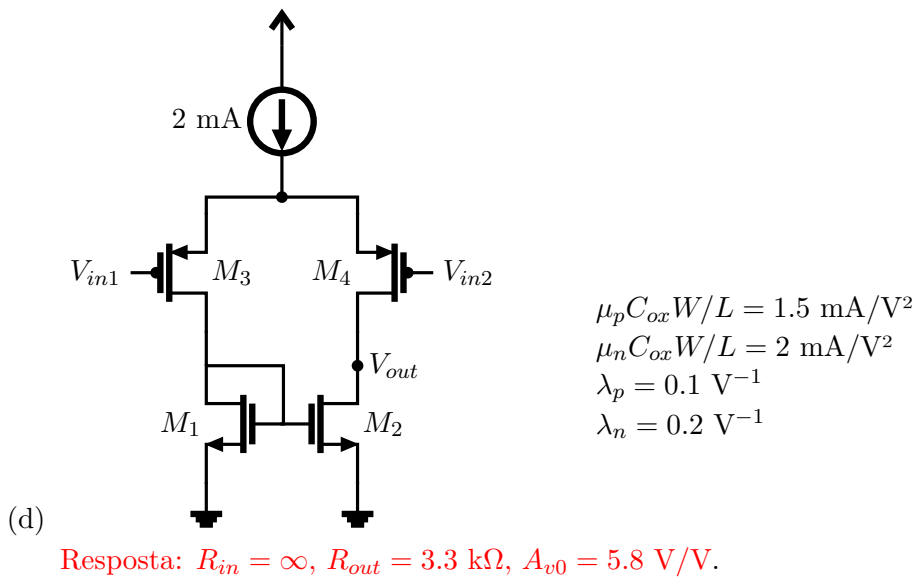 2 mA
V_{in1} M_3 M_4 V_{in2}
μ_pC_{ox}W/L = 1.5 mA/V²
μ_nC_{ox}W/L = 2 mA/V²
V_{out}
λ_p = 0.1 V⁻¹
λ_n = 0.2 V⁻¹
M_1 M_2
(d)
Resposta: R_{in} = ∞, R_{out} = 3.3 kΩ, A_{v0} = 5.8 V/V.